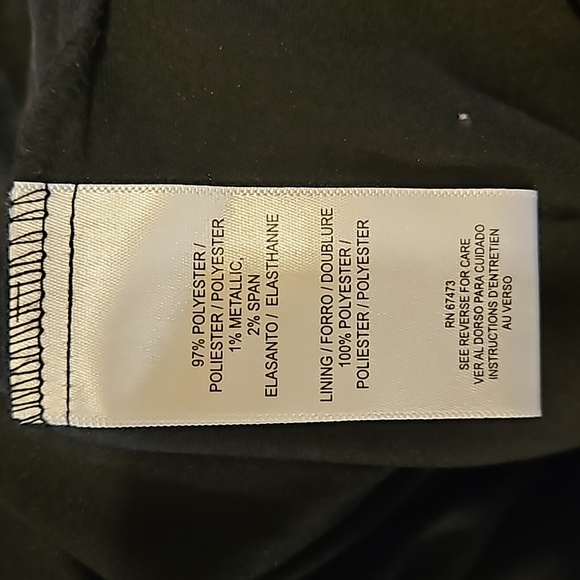 97% POLYESTER /
POLIESTER / POLYESTER
1% METALLIC,
2% SPAN
ELASANTO / ELASTHANNE
LINING / FORRO / DOUBLURE
100% POLYESTER /
POLIESTER / POLYESTER
RN 67473
SEE REVERSE FOR CARE
VER AL DORSO PARA CUIDADO
INSTRUCTIONS D'ENTRETIEN
AU VERSO